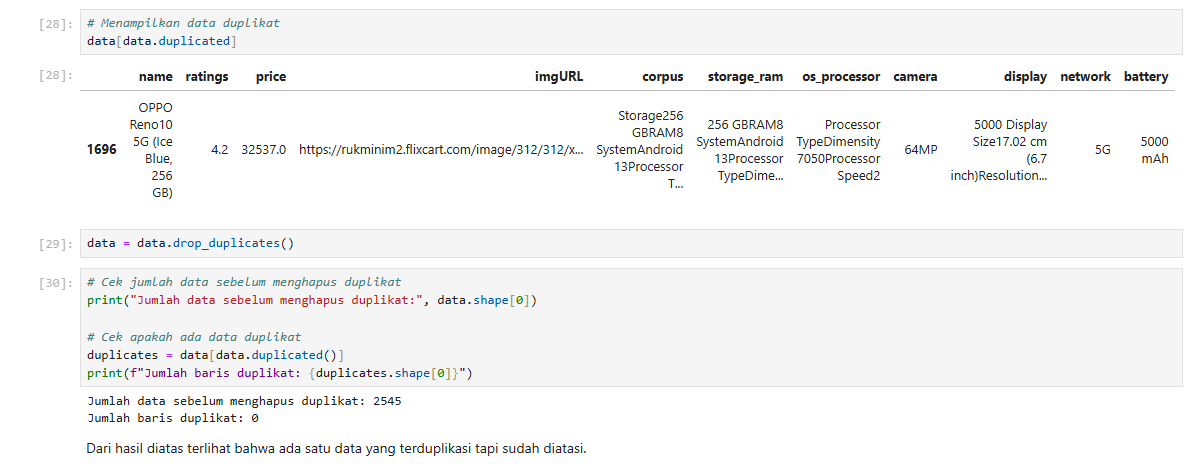 [28]:
# Menampilkan data duplikat
data[data.duplicated]
[28]:
name ratings price imgURL corpus storage_ram os_processor camera display network battery
1696 OPPO Reno10 5G (Ice Blue, 256 GB) 4.2 32537.0 https://rukminim2.flixcart.com/image/312/312/x... Storage256 GBRAM8 SystemAndroid 13Processor T... 256 GBRAM8 SystemAndroid 13Processor TypeDime... Processor TypeDimensity 7050Processor Speed2 64MP 5000 Display Size17.02 cm (6.7 inch)Resolution... 5G 5000 mAh
[29]:
data = data.drop_duplicates()
[30]:
# Cek jumlah data sebelum menghapus duplikat
print("Jumlah data sebelum menghapus duplikat:", data.shape[0])
# Cek apakah ada data duplikat
duplicates = data[data.duplicated()]
print(f"Jumlah baris duplikat: {duplicates.shape[0]}")
Jumlah data sebelum menghapus duplikat: 2545
Jumlah baris duplikat: 0
Dari hasil diatas terlihat bahwa ada satu data yang terduplikasi tapi sudah diatasi.